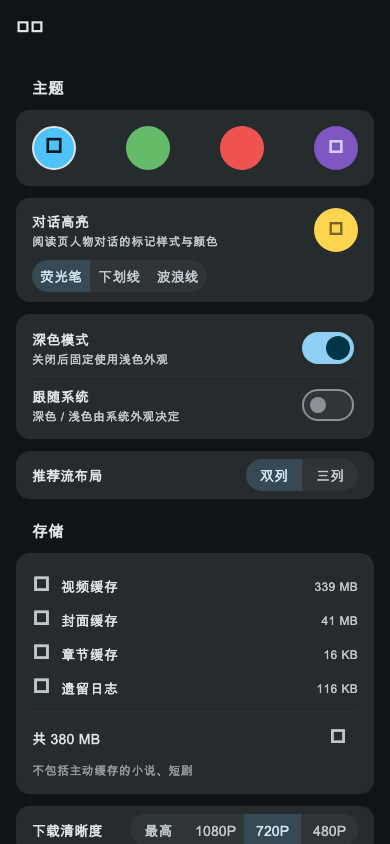 主题
对话高亮
阅读页人物对话的标记样式与颜色
荧光笔 下划线 波浪线
深色模式
关闭后固定使用浅色外观
跟随系统
深色 / 浅色由系统外观决定
推荐流布局 双列 三列
存储
视频缓存 339 MB
封面缓存 41 MB
章节缓存 16 KB
遗留日志 116 KB
共 380 MB
不包括主动缓存的小说、短剧
下载清晰度 最高 1080P 720P 480P